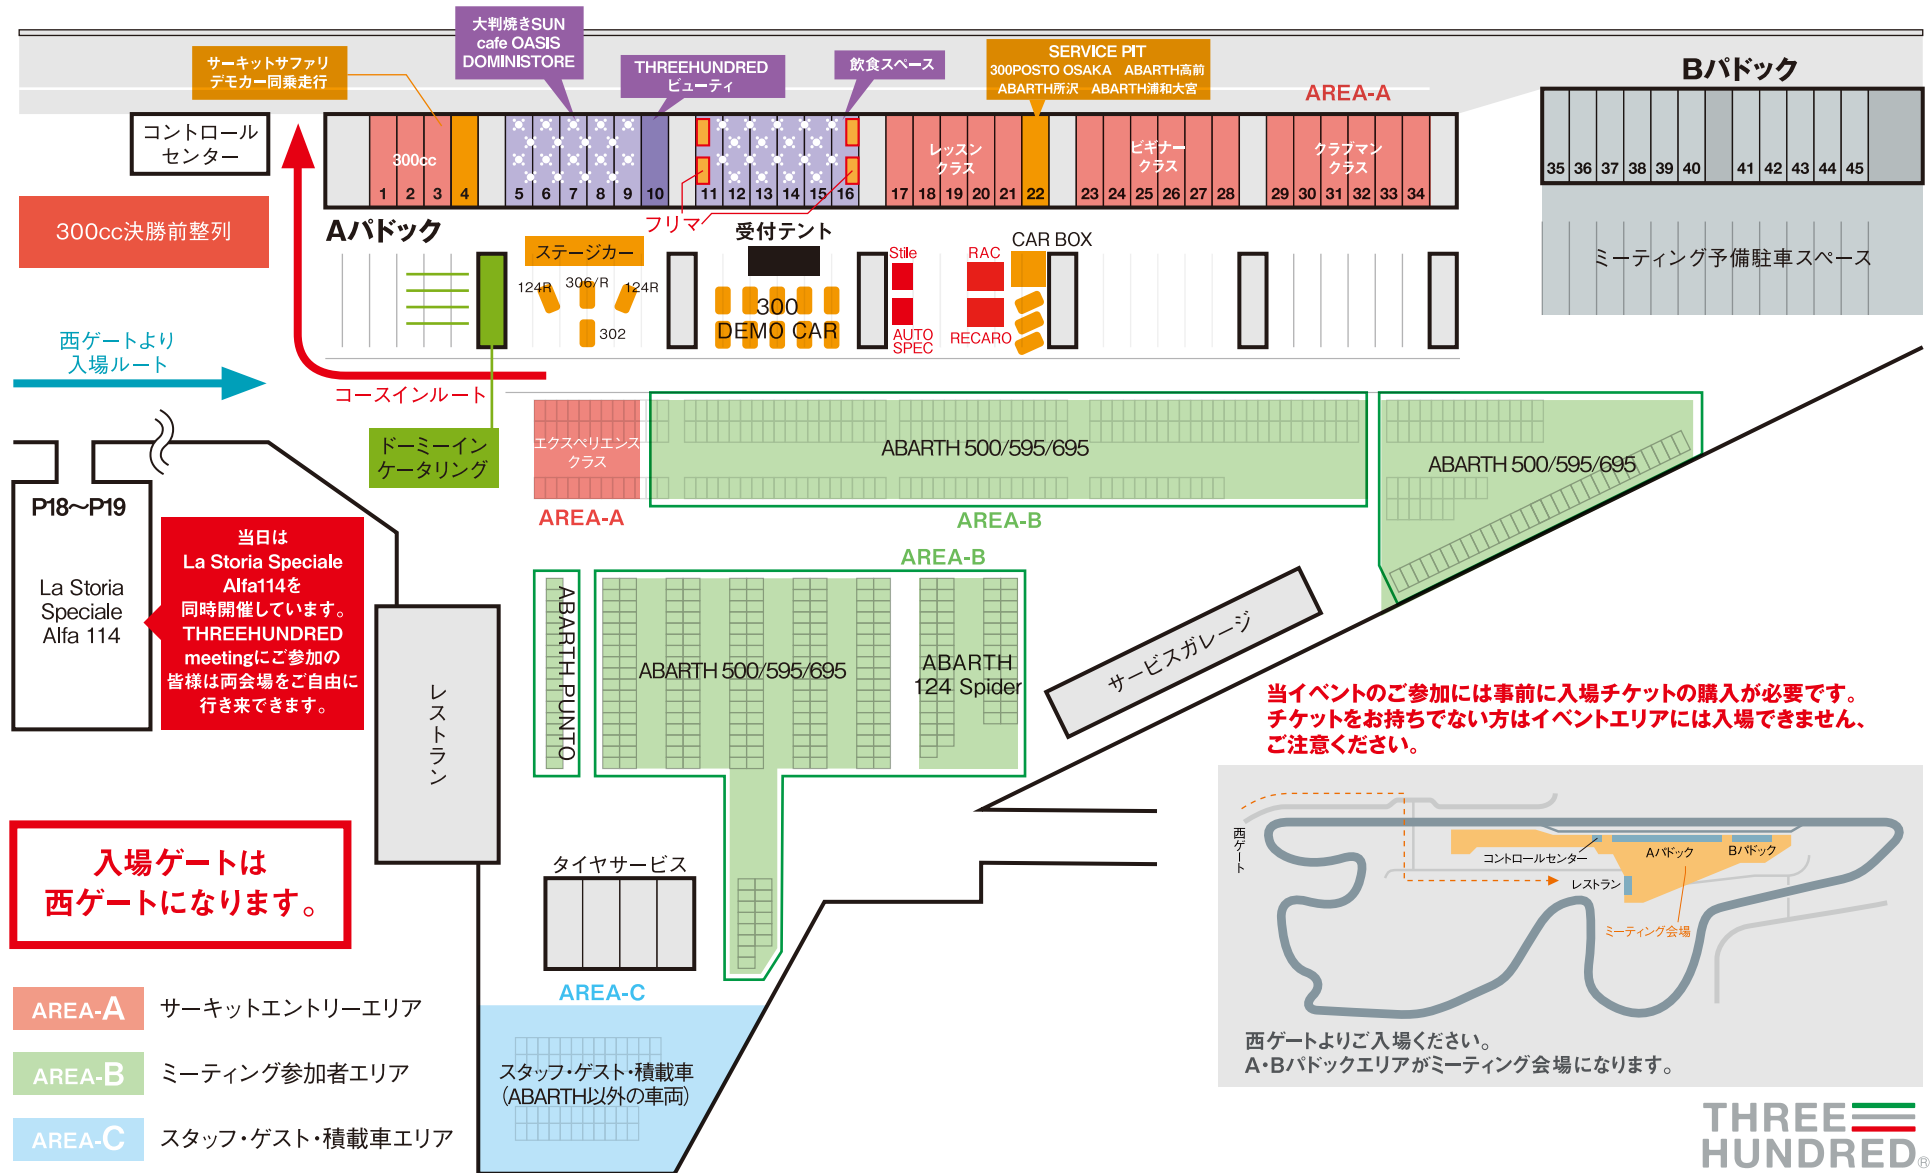 大判焼きSUN
cafe OASIS
DOMINISTORE
サーキットサファリ
デモカー同乗走行
THREEHUNDRED
ビューティ
飲食スペース
SERVICE PIT
300POSTO OSAKA ABARTH高前
ABARTH所沢 ABARTH浦和大宮
AREA-A
Bパドック
コントロール
センター
300cc
レッスン
クラス
ビギナー
クラス
クラブマン
クラス
1 2 3 4 5 6 7 8 9 10 11 12 13 14 15 16 17 18 19 20 21 22 23 24 25 26 27 28 29 30 31 32 33 34
35 36 37 38 39 40 41 42 43 44 45
300cc決勝前整列
Aパドック
フリマ
受付テント
ステージカー
124R
306/R
124R
302
300
DEMO CAR
Stile
AUTO
SPEC
RAC
RECARO
CAR BOX
ミーティング予備駐車スペース
西ゲートより
入場ルート
コースインルート
ドーミーイン
ケータリング
エクスペリエンス
クラス
AREA-A
ABARTH 500/595/695
AREA-B
ABARTH 500/595/695
P18〜P19
La Storia
Speciale
Alfa 114
当日は
La Storia Speciale
Alfa114を
同時開催しています。
THREEHUNDRED
meetingにご参加の
皆様は両会場をご自由に
行き来できます。
レストラン
AREA-B
ABARTH PUNTO
ABARTH 500/595/695
ABARTH
124 Spider
サービスガレージ
当イベントのご参加には事前に入場チケットの購入が必要です。
チケットをお持ちでない方はイベントエリアには入場できません、
ご注意ください。
入場ゲートは
西ゲートになります。
タイヤサービス
AREA-C
スタッフ・ゲスト・積載車
(ABARTH以外の車両)
AREA-A サーキットエントリーエリア
AREA-B ミーティング参加者エリア
AREA-C スタッフ・ゲスト・積載車エリア
西ゲート
コントロールセンター
Aパドック
Bパドック
レストラン
ミーティング会場
西ゲートよりご入場ください。
A・Bパドックエリアがミーティング会場になります。
THREE
HUNDRED®